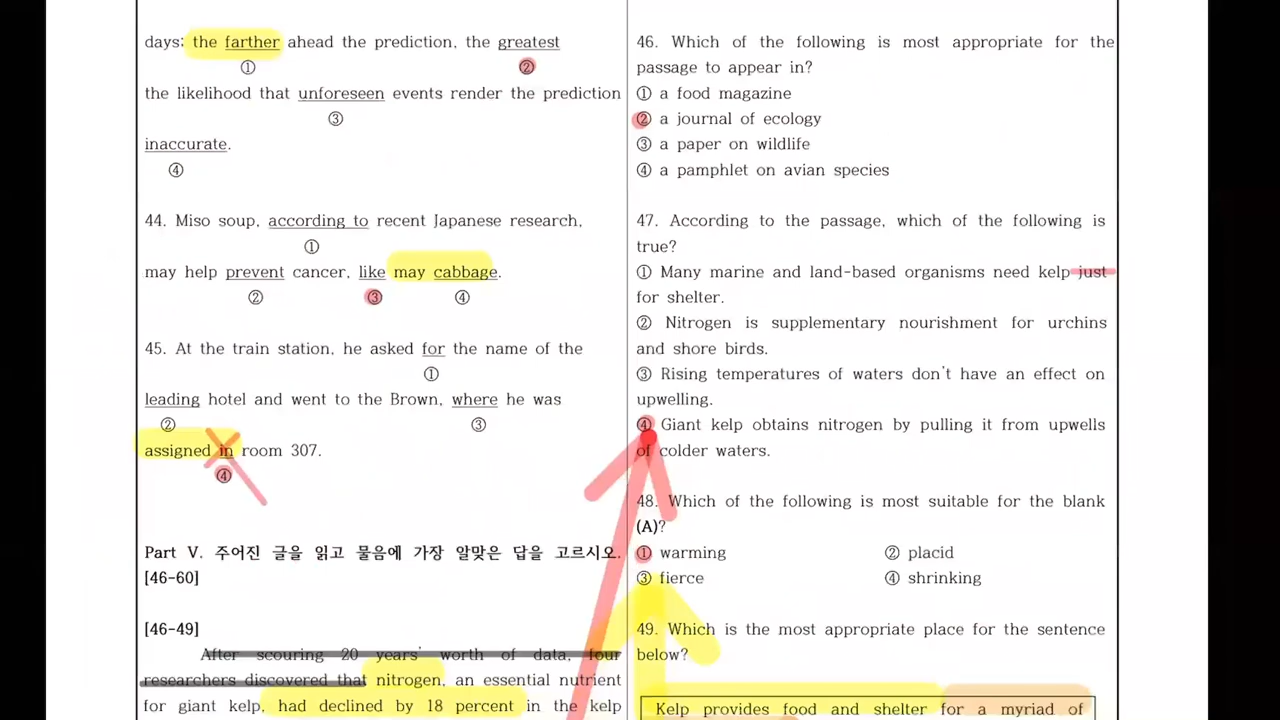 days; the farther ahead the prediction, the greatest
① ②
the likelihood that unforeseen events render the prediction
③
inaccurate.
④
44. Miso soup, according to recent Japanese research,
①
may help prevent cancer, like may cabbage.
② ③ ④
45. At the train station, he asked for the name of the
①
leading hotel and went to the Brown, where he was
② ③
assigned in room 307.
④
Part V. 주어진 글을 읽고 물음에 가장 알맞은 답을 고르시오.
[46-60]
[46-49]
After scouring 20 years' worth of data, four
researchers discovered that nitrogen, an essential nutrient
for giant kelp, had declined by 18 percent in the kelp
46. Which of the following is most appropriate for the
passage to appear in?
① a food magazine
② a journal of ecology
③ a paper on wildlife
④ a pamphlet on avian species
47. According to the passage, which of the following is
true?
① Many marine and land-based organisms need kelp just
for shelter.
② Nitrogen is supplementary nourishment for urchins
and shore birds.
③ Rising temperatures of waters don't have an effect on
upwelling.
④ Giant kelp obtains nitrogen by pulling it from upwells
of colder waters.
48. Which of the following is most suitable for the blank
(A)?
① warming ② placid
③ fierce ④ shrinking
49. Which is the most appropriate place for the sentence
below?
Kelp provides food and shelter for a myriad of